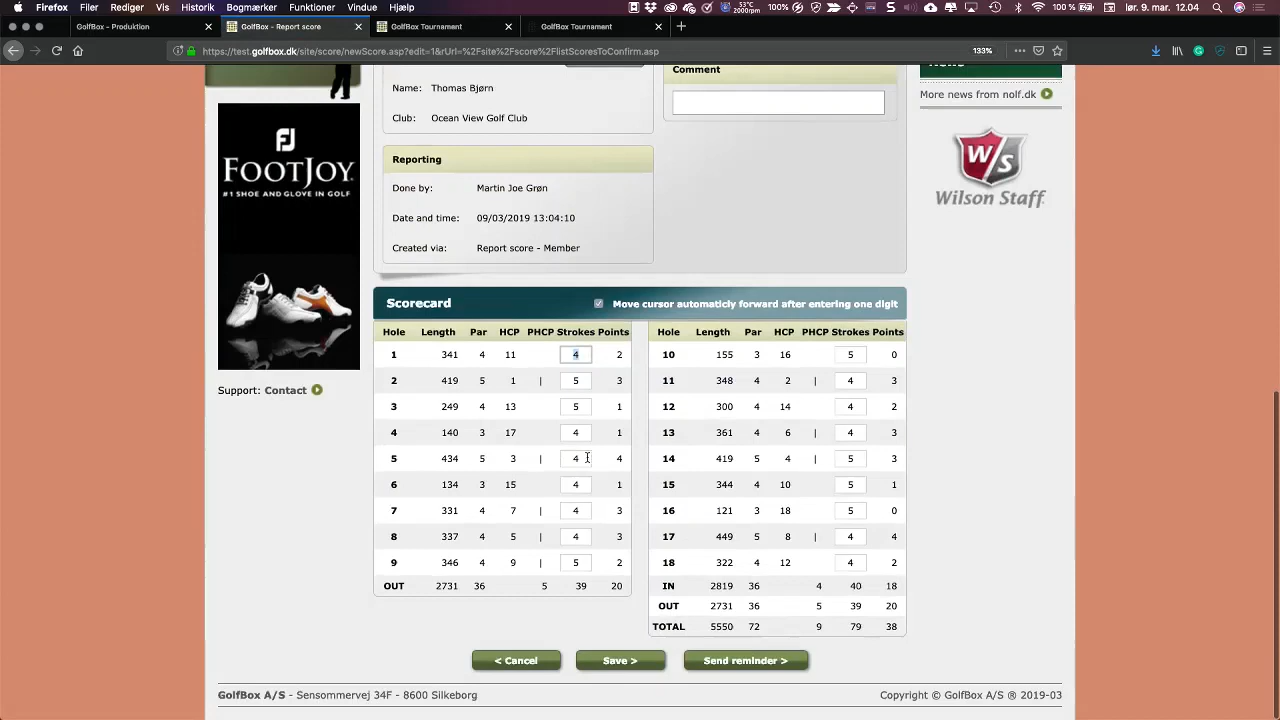 Firefox Arkiv Rediger Vis Historik Bogmærker Funktioner Vindue Hjælp 100% fre. 8. mar. 12.04
GolfBox - Produktion × GolfBox - Report score × GolfBox Tournament × GolfBox Tournament × +
https://test.golfbox.dk/site/score/newScore.asp?edit=1&rUrl=%2Fsite%2Fscore%2FlistScoresToConfirm.asp 133%
Comment
Name: Thomas Bjørn
Club: Ocean View Golf Club
Reporting
Done by: Martin Joe Grøn
Date and time: 09/03/2019 13:04:10
Created via: Report score - Member
More news from nolf.dk
W/S
Wilson Staff
FJ
FOOTJOY
#1 SHOE AND GLOVE IN GOLF
Support: Contact
Scorecard Move cursor automaticly forward after entering one digit
Hole Length Par HCP PHCP Strokes Points
1 341 4 11 4 2
2 419 5 1 | 5 3
3 249 4 13 5 1
4 140 3 17 4 1
5 434 5 3 | 4 4
6 134 3 15 4 1
7 331 4 7 | 4 3
8 337 4 5 | 4 3
9 346 4 9 | 5 2
OUT 2731 36 5 39 20
Hole Length Par HCP PHCP Strokes Points
10 155 3 16 5 0
11 348 4 2 | 4 3
12 300 4 14 4 2
13 361 4 6 | 4 3
14 419 5 4 | 5 3
15 344 4 10 5 1
16 121 3 18 5 0
17 449 5 8 | 4 4
18 322 4 12 4 2
IN 2819 36 4 40 18
OUT 2731 36 5 39 20
TOTAL 5550 72 9 79 38
< Cancel Save > Send reminder >
GolfBox A/S - Sensommervej 34F - 8600 Silkeborg Copyright © GolfBox A/S ® 2019-03